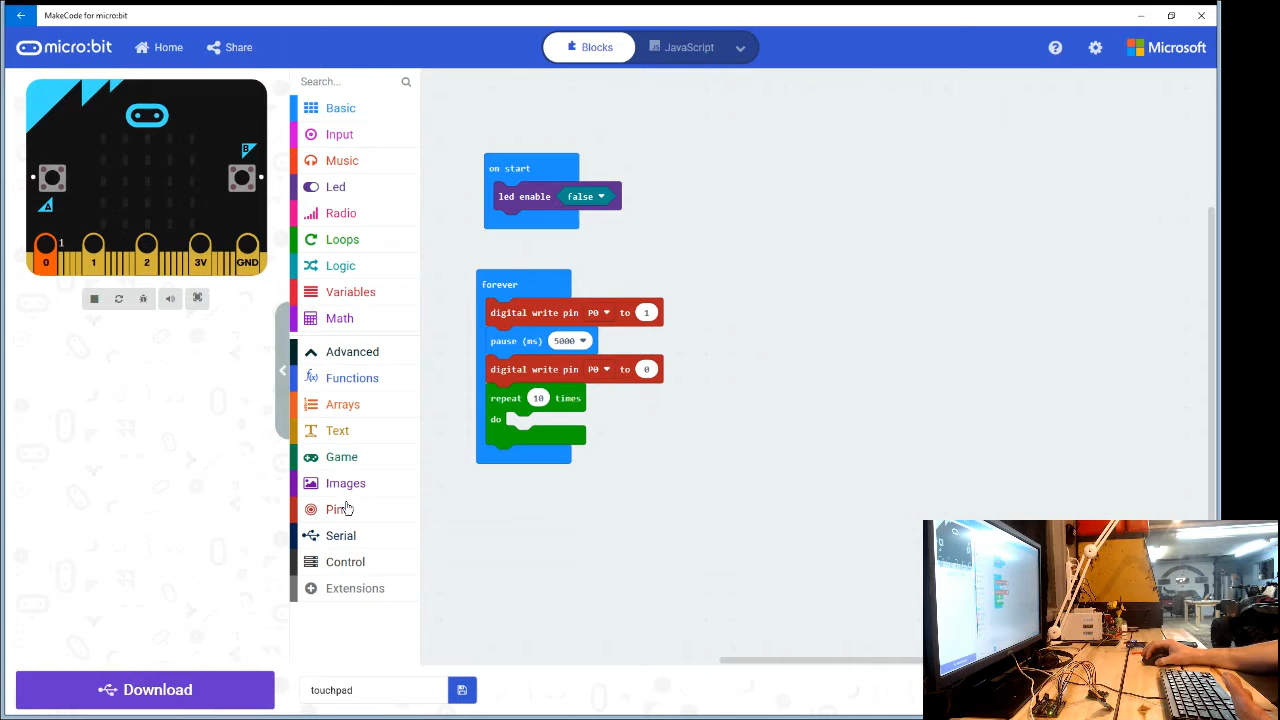 MakeCode for micro:bit
micro:bit
Home
Share
Blocks
JavaScript
Microsoft
Search...
Basic
Input
Music
Led
Radio
Loops
Logic
Variables
Math
Advanced
Functions
Arrays
Text
Game
Images
Pin
Serial
Control
Extensions
A
B
1
0 1 2 3V GND
on start
led enable false
forever
digital write pin P0 to 1
pause (ms) 5000
digital write pin P0 to 0
repeat 10 times
do
Download
touchpad